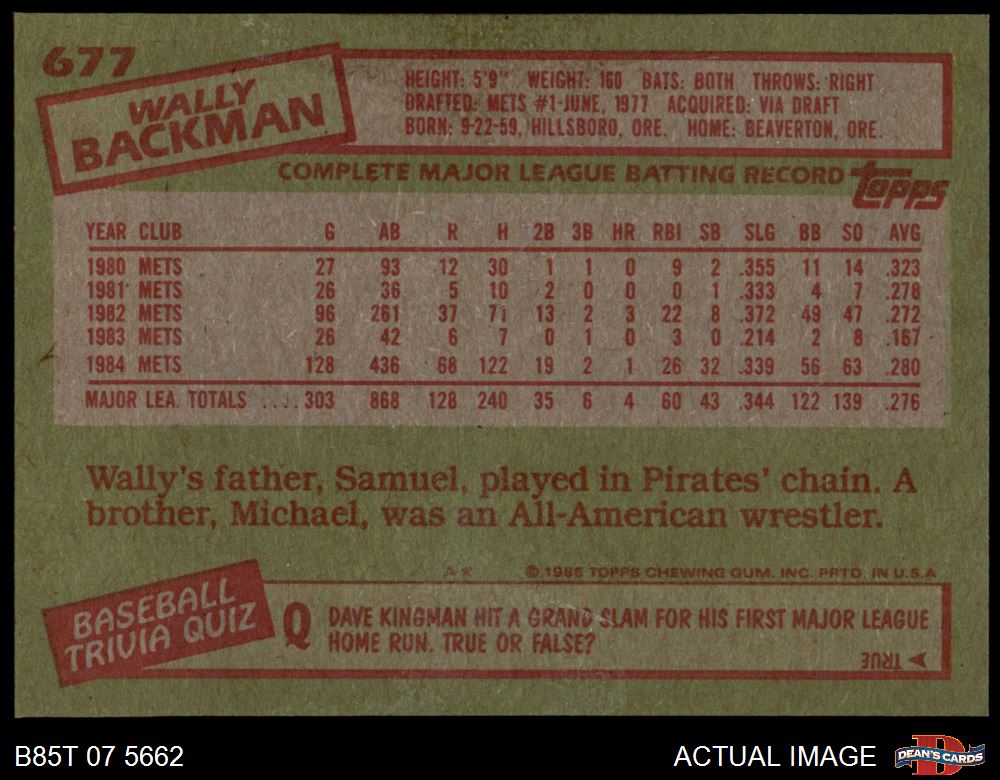 677
WALLY
BACKMAN
HEIGHT: 5'9" WEIGHT: 160 BATS: BOTH THROWS: RIGHT
DRAFTED: METS #1-JUNE, 1977 ACQUIRED: VIA DRAFT
BORN: 9-22-59, HILLSBORO, ORE. HOME: BEAVERTON, ORE.
COMPLETE MAJOR LEAGUE BATTING RECORD topps
YEAR CLUB G AB R H 2B 3B HR RBI SB SLG BB SO AVG
1980 METS 27 93 12 30 1 1 0 9 2 .355 11 14 .323
1981 METS 26 36 5 10 2 0 0 0 1 .333 4 7 .278
1982 METS 96 261 37 71 13 2 3 22 8 .372 49 47 .272
1983 METS 26 42 6 7 0 1 0 3 0 .214 2 8 .167
1984 METS 128 436 68 122 19 2 1 26 32 .339 56 63 .280
MAJOR LEA. TOTALS .... 303 868 128 240 35 6 4 60 43 .344 122 139 .276
Wally's father, Samuel, played in Pirates' chain. A
brother, Michael, was an All-American wrestler.
A★ © 1985 TOPPS CHEWING GUM, INC. PRTD. IN U.S.A
BASEBALL
TRIVIA QUIZ
Q DAVE KINGMAN HIT A GRAND SLAM FOR HIS FIRST MAJOR LEAGUE
HOME RUN. TRUE OR FALSE?
TRUE
B85T 07 5662 ACTUAL IMAGE D DEAN'S CARDS